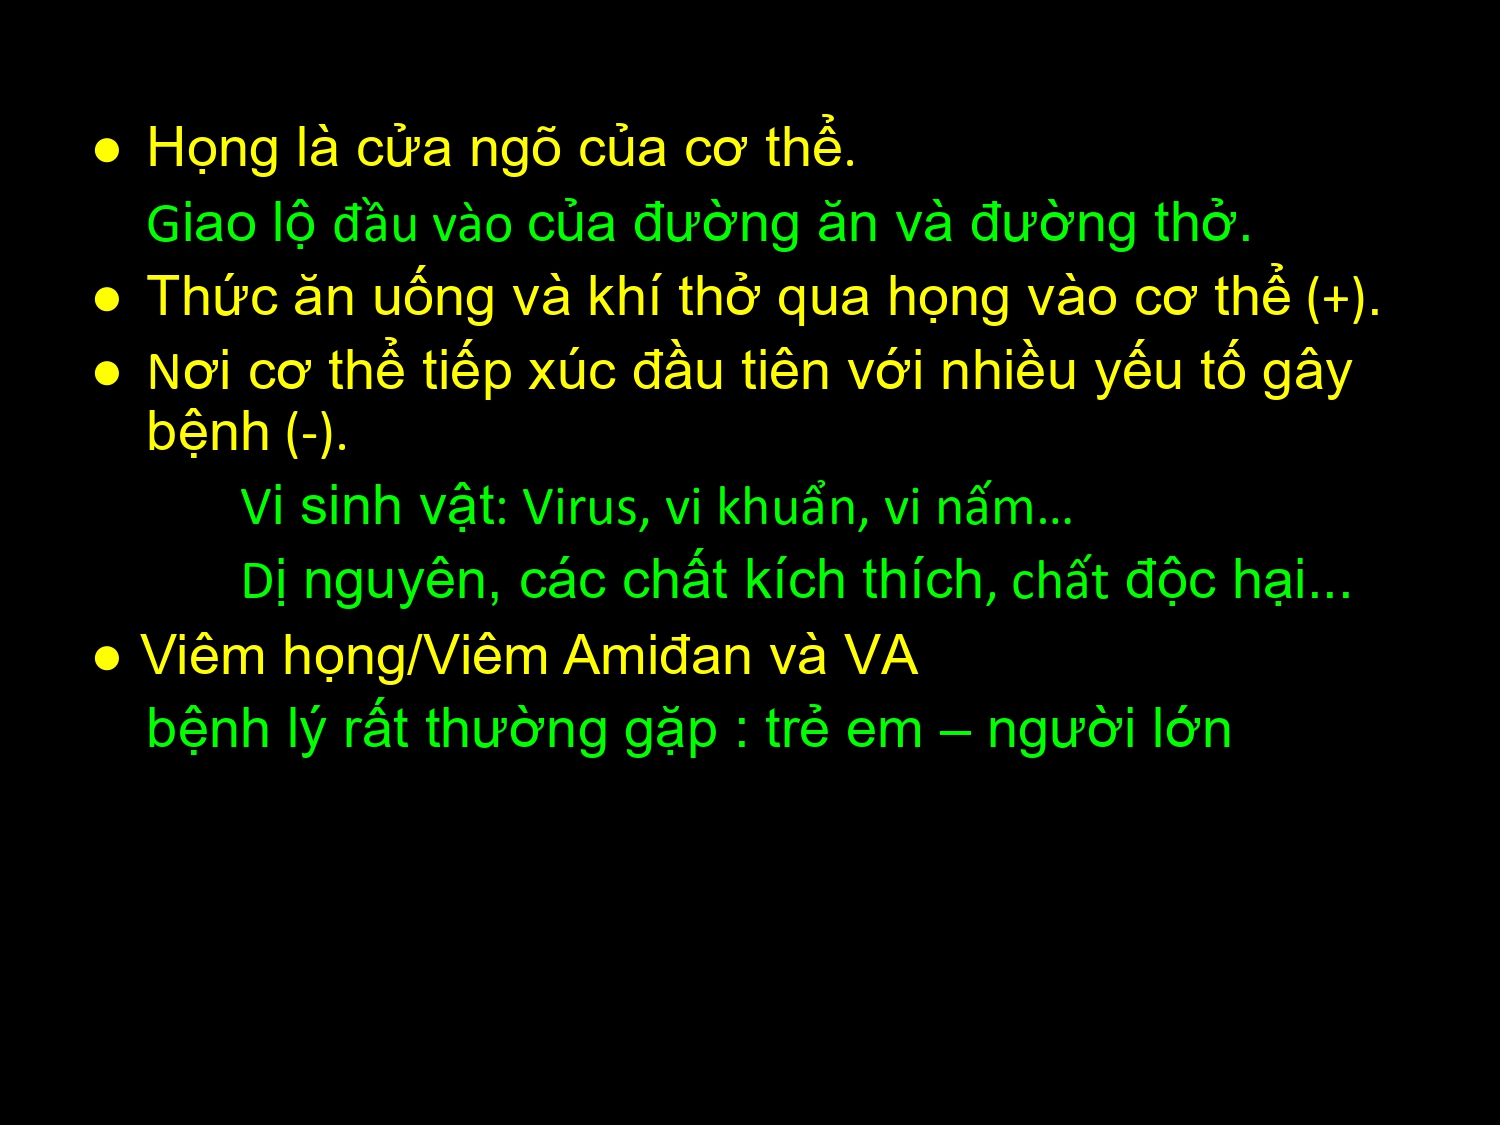 ● Họng là cửa ngõ của cơ thể.
Giao lộ đầu vào của đường ăn và đường thở.
● Thức ăn uống và khí thở qua họng vào cơ thể (+).
● Nơi cơ thể tiếp xúc đầu tiên với nhiều yếu tố gây
bệnh (-).
Vi sinh vật: Virus, vi khuẩn, vi nấm…
Dị nguyên, các chất kích thích, chất độc hại...
● Viêm họng/Viêm Amiđan và VA
bệnh lý rất thường gặp : trẻ em – người lớn